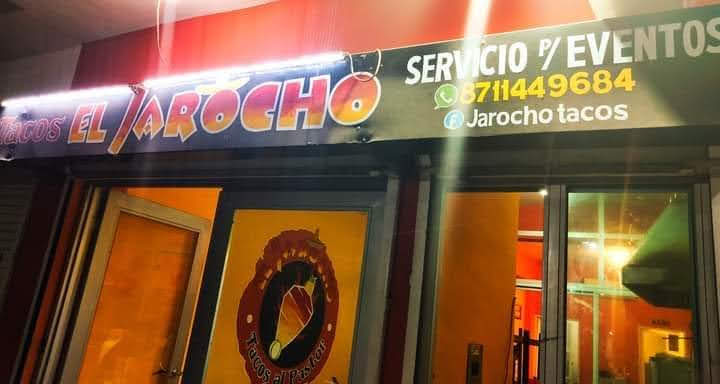 Tacos EL JAROCHO
SERVICIO P/ EVENTOS
8711449684
Jarocho tacos
Tacos al Pastor